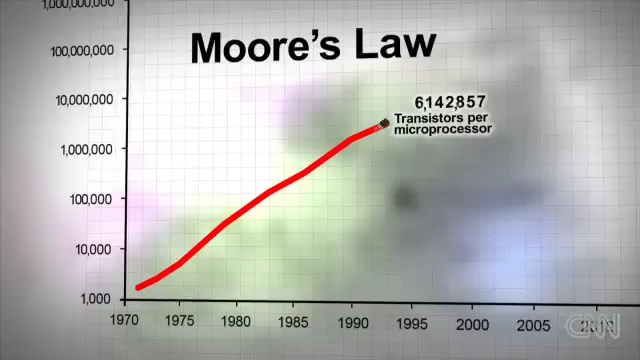 1,000,000,000
Moore's Law
100,000,000
10,000,000
6,142,857
Transistors per
microprocessor
1,000,000
100,000
10,000
1,000
1970 1975 1980 1985 1990 1995 2000 2005 2010
CNN